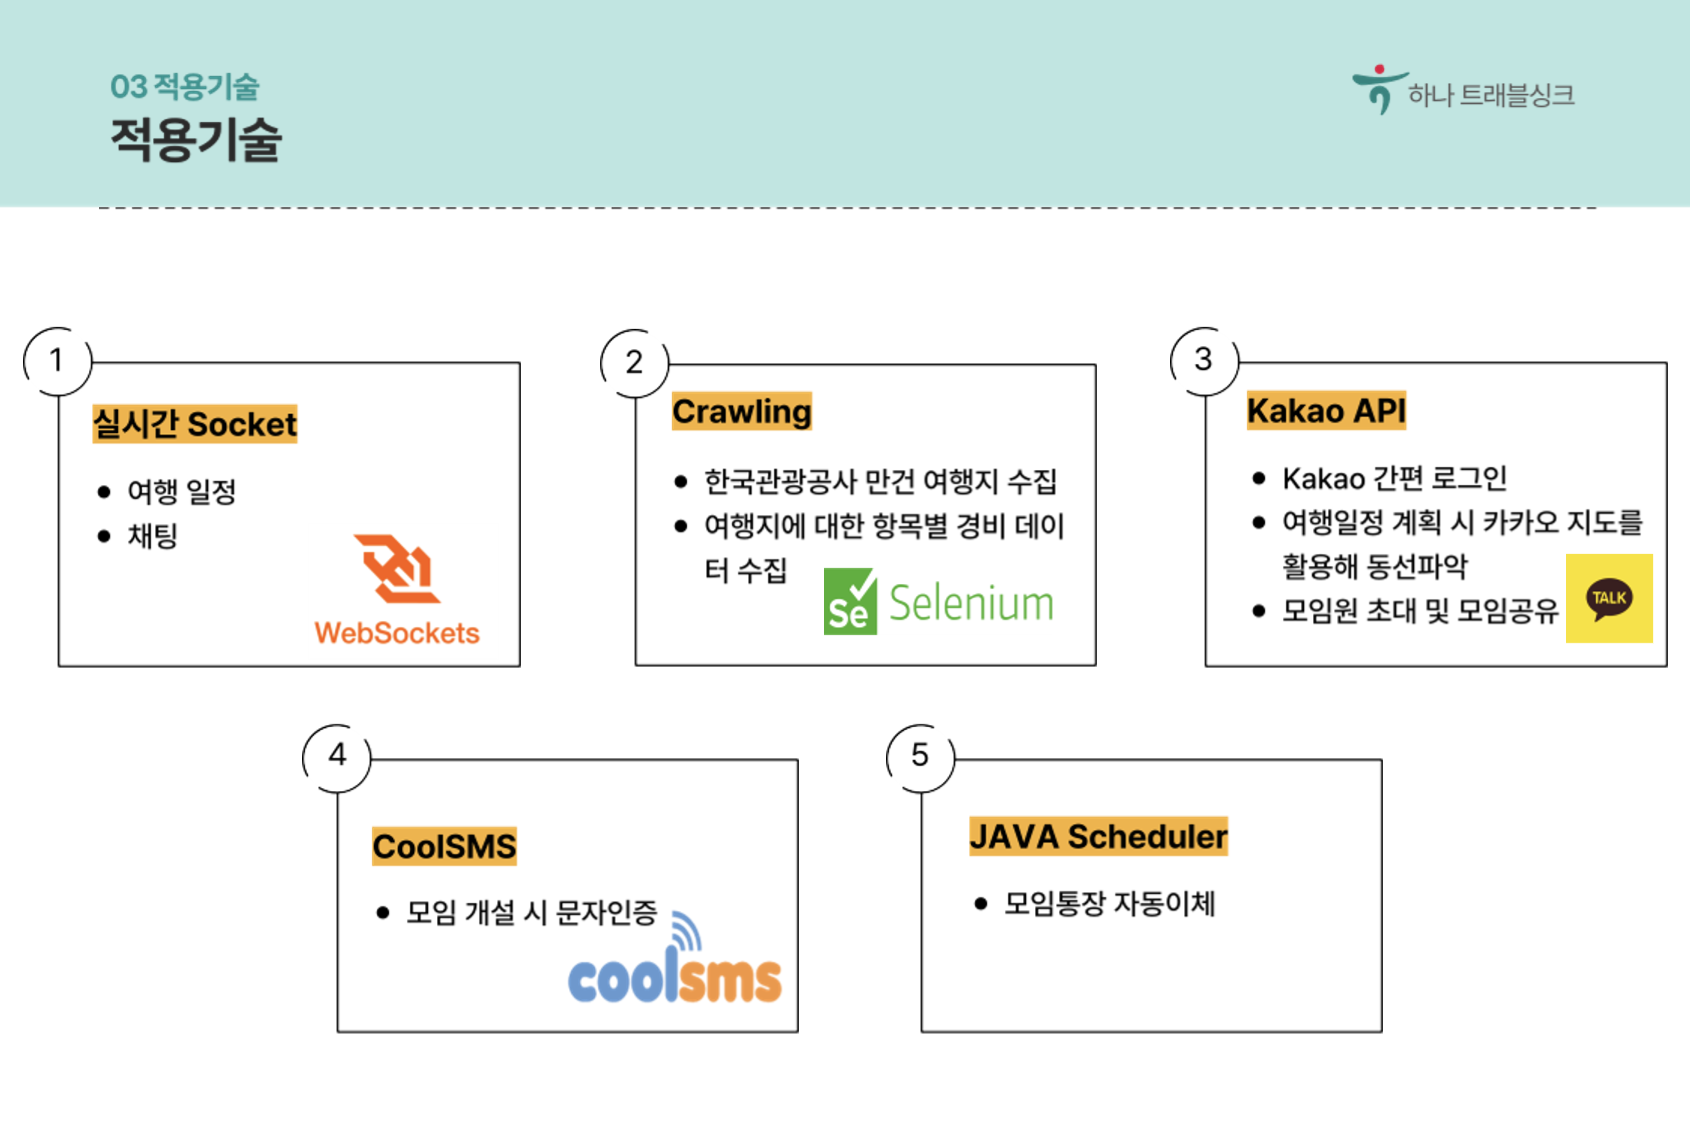 03 적용기술
적용기술
하나 트래블싱크
1
실시간 Socket
여행 일정
채팅
WebSockets
2
Crawling
한국관광공사 만건 여행지 수집
여행지에 대한 항목별 경비 데이
터 수집
Se Selenium
3
Kakao API
Kakao 간편 로그인
여행일정 계획 시 카카오 지도를
활용해 동선파악
모임원 초대 및 모임공유
TALK
4
CoolSMS
모임 개설 시 문자인증
coolsms
5
JAVA Scheduler
모임통장 자동이체